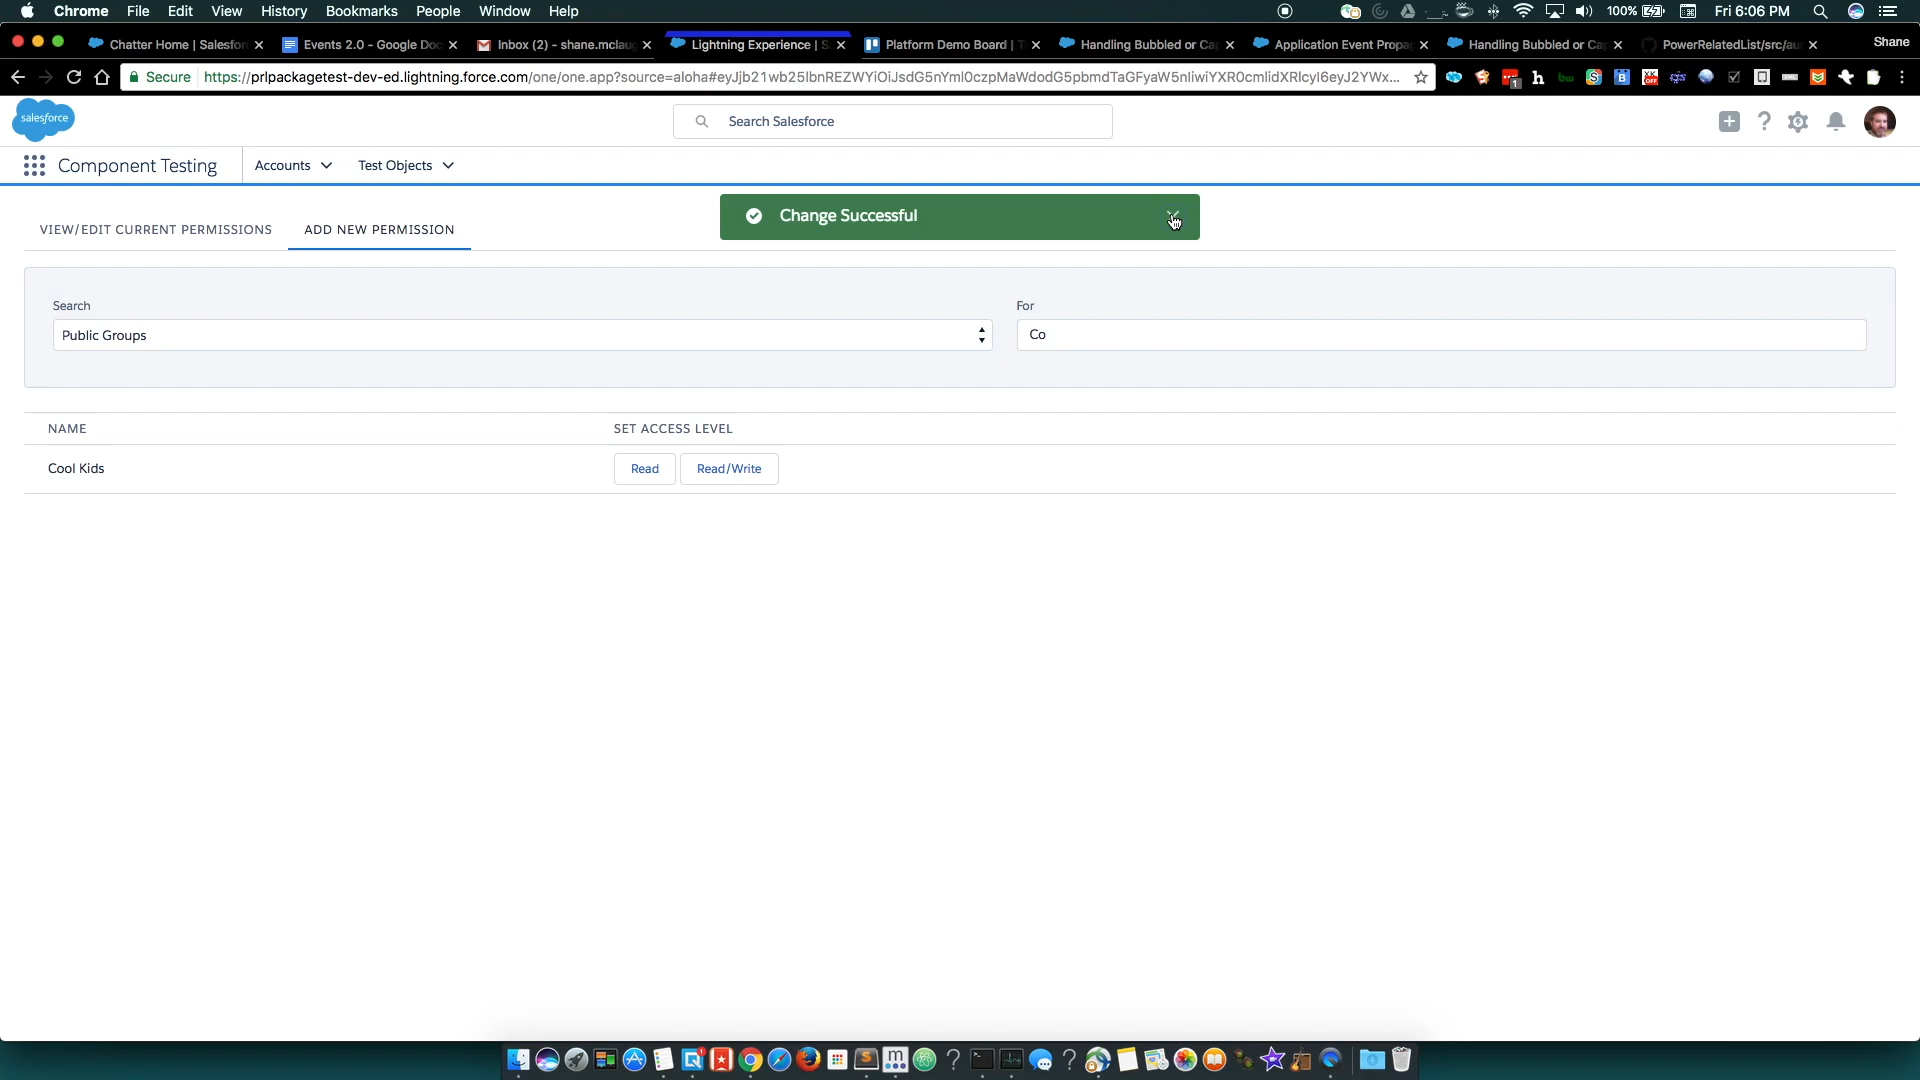 Chrome File Edit View History Bookmarks People Window Help 100% Fri 6:06 PM
Chatter Home | Salesfor Events 2.0 - Google Doc Inbox (2) - shane.mclaug Lightning Experience | S Platform Demo Board | T Handling Bubbled or Ca Application Event Propa Handling Bubbled or Ca PowerRelatedList/src/au Shane
Secure https://prlpackagetest-dev-ed.lightning.force.com/one/one.app?source=aloha#
salesforce
Search Salesforce
Component Testing Accounts Test Objects
Change Successful
VIEW/EDIT CURRENT PERMISSIONS ADD NEW PERMISSION
Search For
Public Groups Co
NAME SET ACCESS LEVEL
Cool Kids Read Read/Write